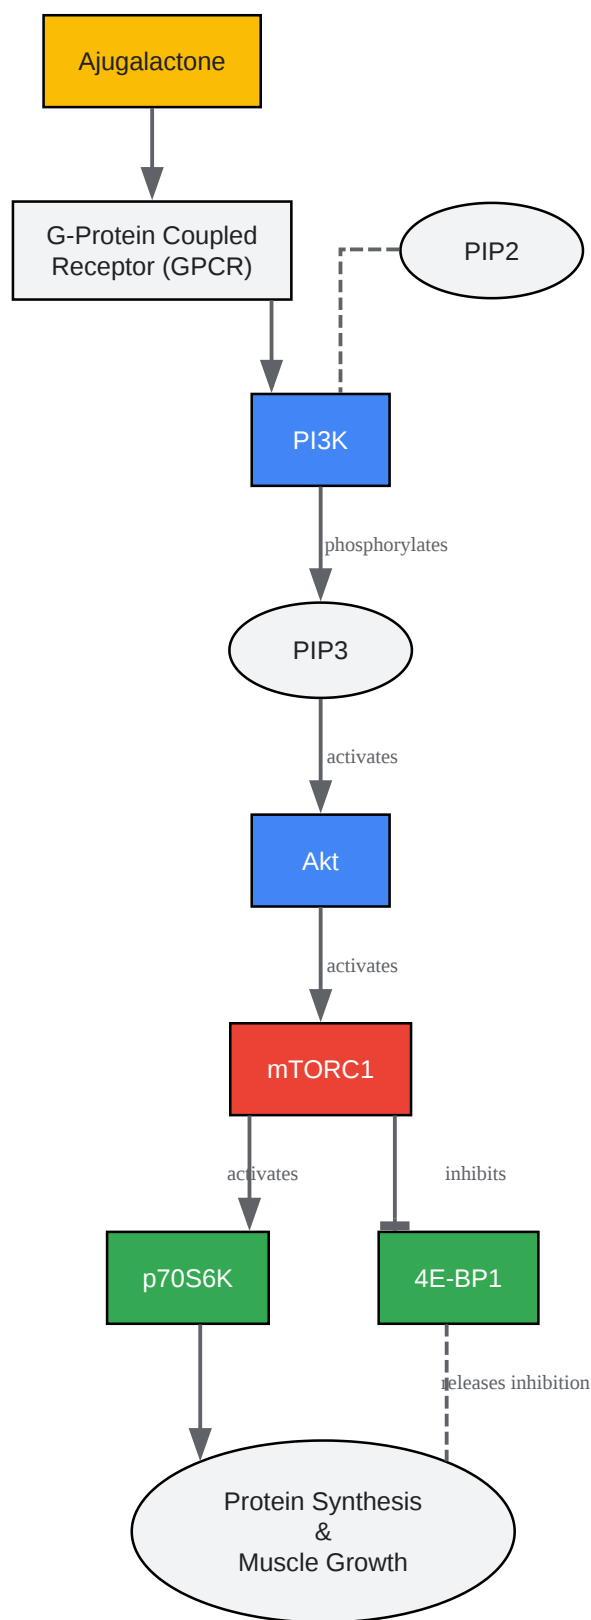 Ajugalactone
G-Protein Coupled
Receptor (GPCR)
PIP2
PI3K
phosphorylates
PIP3
activates
Akt
activates
mTORC1
activates
inhibits
p70S6K
4E-BP1
releases inhibition
Protein Synthesis
&
Muscle Growth